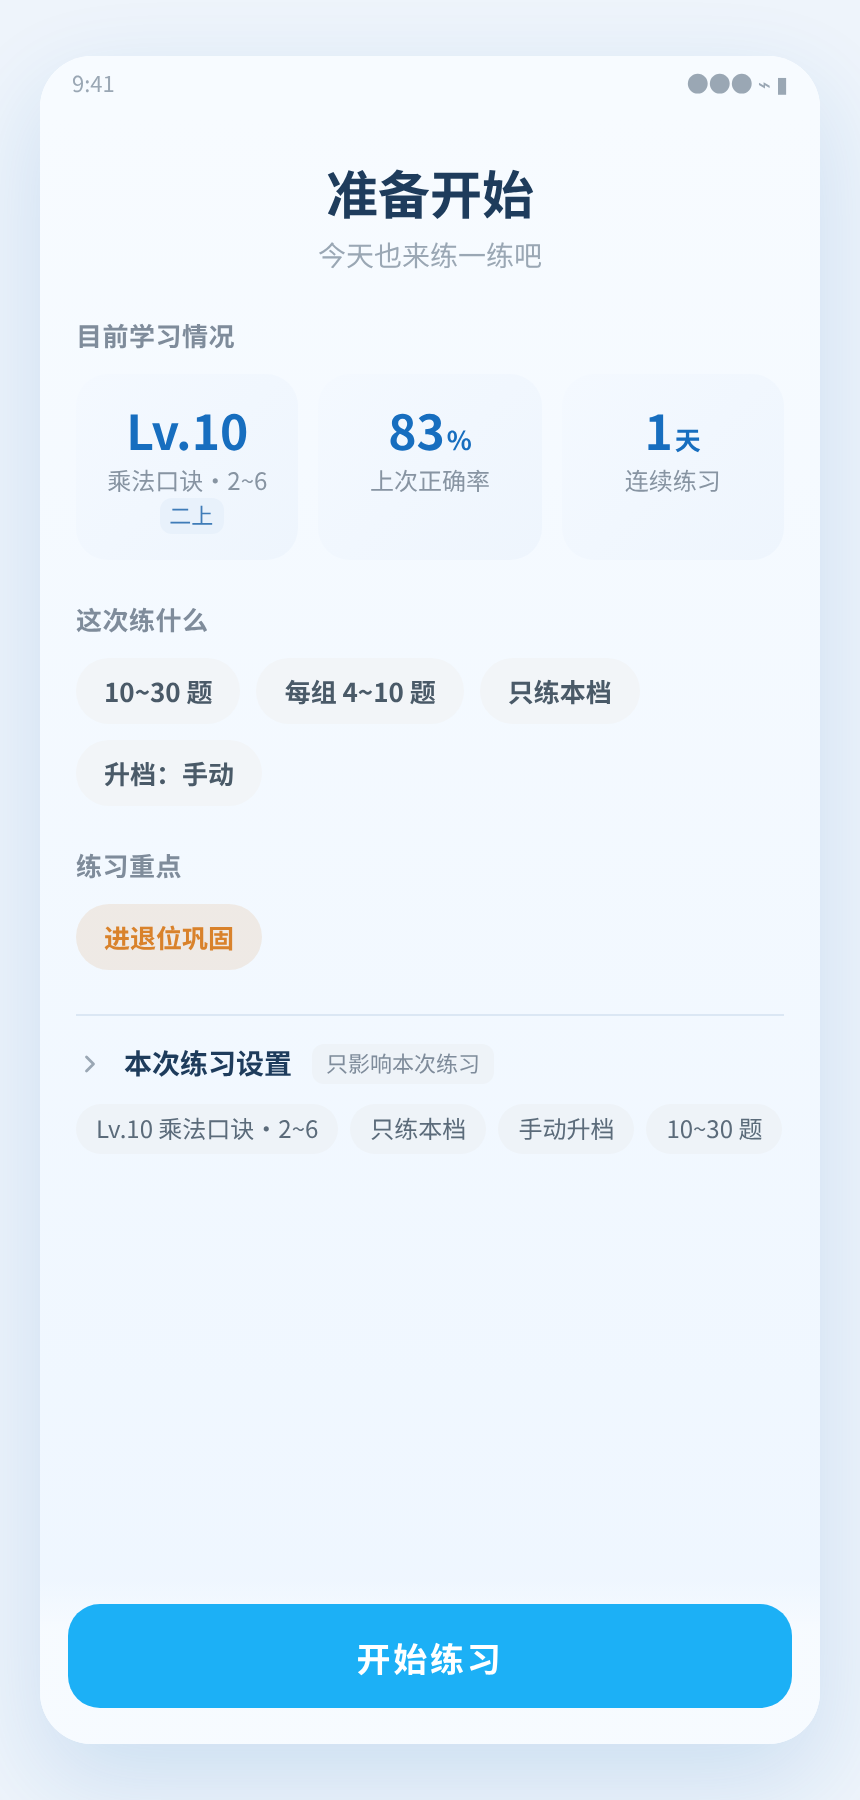 9:41
准备开始
今天也来练一练吧
目前学习情况
Lv.10
乘法口诀·2~6
二上
83%
上次正确率
1天
连续练习
这次练什么
10~30 题
每组 4~10 题
只练本档
升档：手动
练习重点
进退位巩固
本次练习设置
只影响本次练习
Lv.10 乘法口诀·2~6
只练本档
手动升档
10~30 题
开始练习